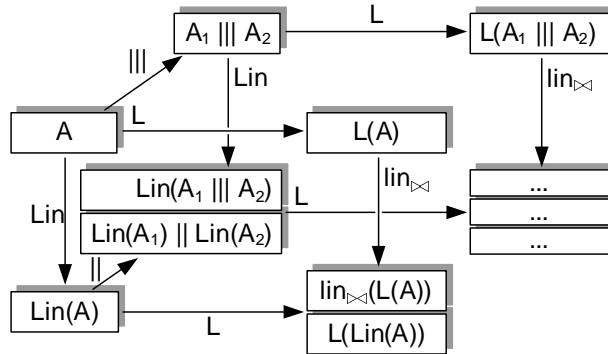 A₁ ||| A₂
L
L(A₁ ||| A₂)
|||
Lin
lin⋈
A
L
L(A)
Lin
Lin(A₁ ||| A₂)
L
lin⋈
...
Lin(A₁) || Lin(A₂)
...
||
...
Lin(A)
L
lin⋈(L(A))
L(Lin(A))